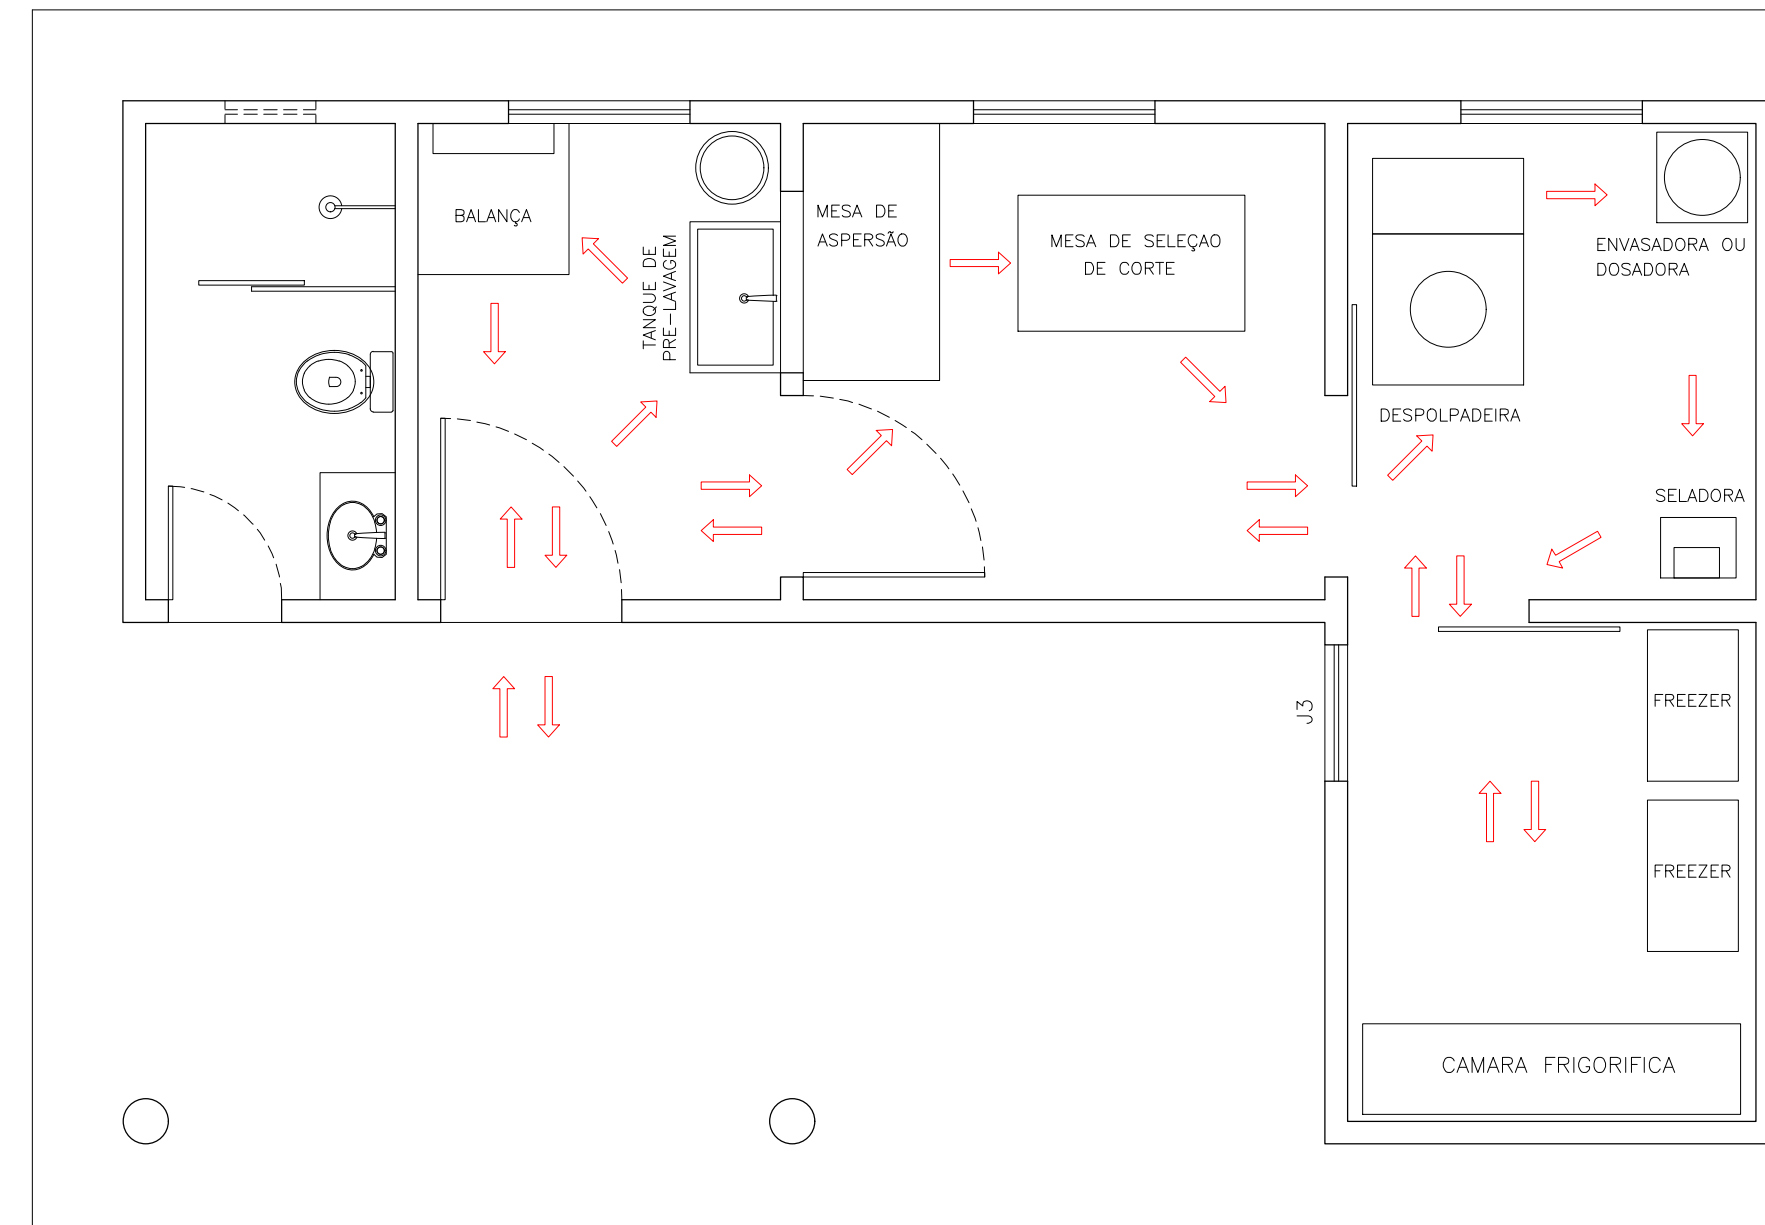 BALANÇA
TANQUE DE
PRE-LAVAGEM
MESA DE
ASPERSÃO
MESA DE SELEÇAO
DE CORTE
ENVASADORA OU
DOSADORA
DESPOLPADEIRA
SELADORA
J3
FREEZER
FREEZER
CAMARA FRIGORIFICA